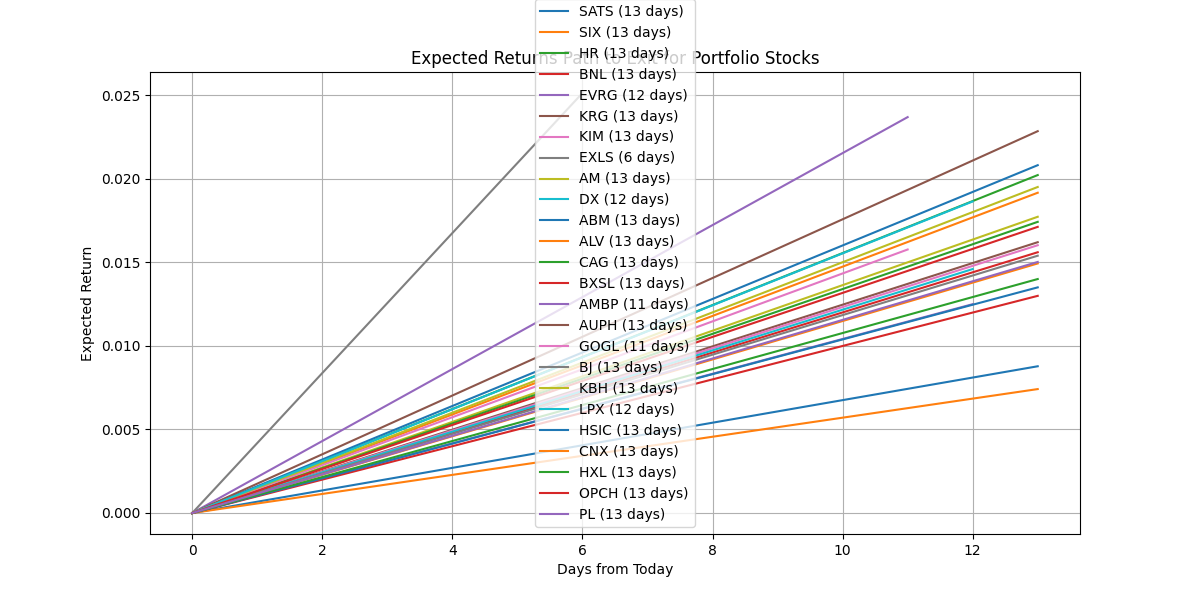 SATS (13 days)
SIX (13 days)
HR (13 days)
Expected Returns Path to Exit for Portfolio Stocks
BNL (13 days)
EVRG (12 days)
KRG (13 days)
KIM (13 days)
EXLS (6 days)
AM (13 days)
DX (12 days)
ABM (13 days)
ALV (13 days)
CAG (13 days)
BXSL (13 days)
AMBP (11 days)
AUPH (13 days)
GOGL (11 days)
BJ (13 days)
KBH (13 days)
LPX (12 days)
HSIC (13 days)
CNX (13 days)
HXL (13 days)
OPCH (13 days)
PL (13 days)
0.025
0.020
0.015
0.010
0.005
0.000
Expected Return
0 2 4 6 8 10 12
Days from Today